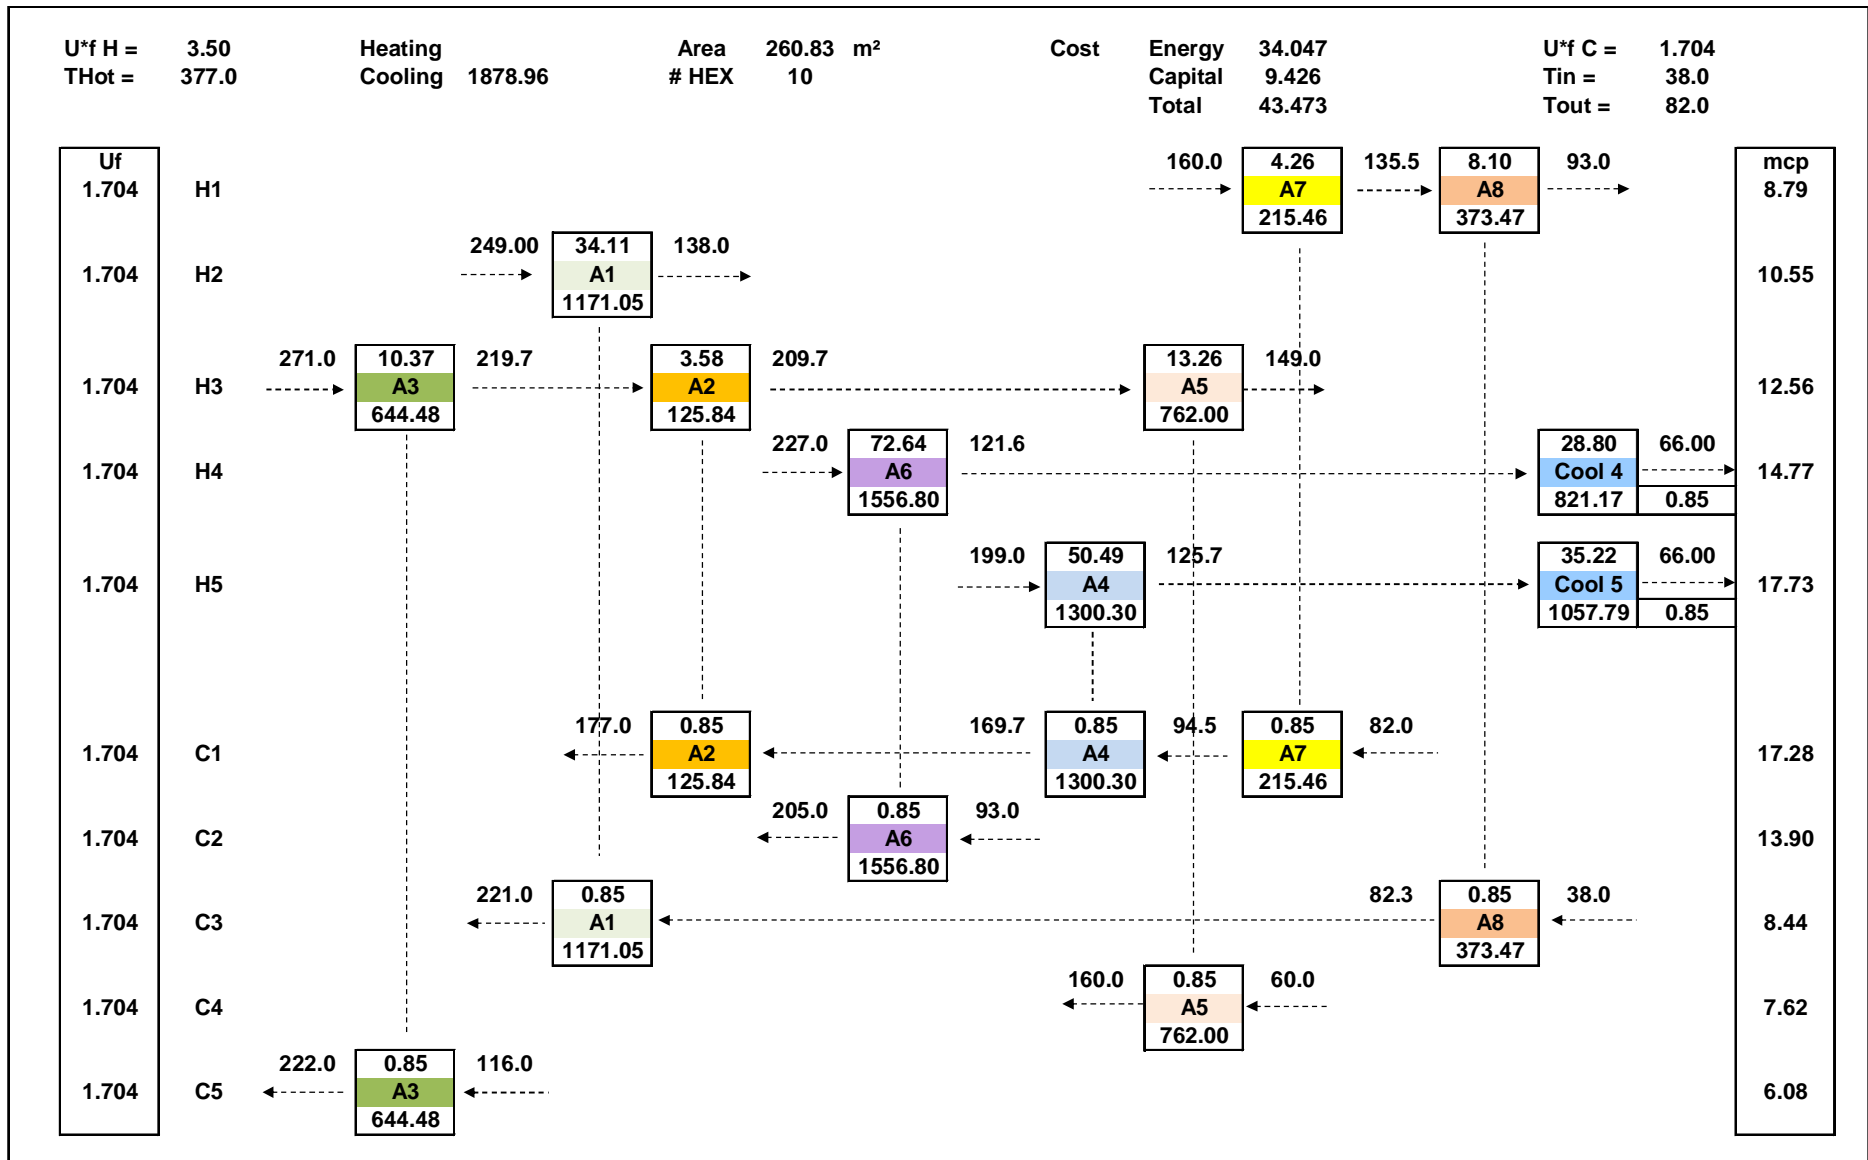 U*f H = 3.50 Heating Area 260.83 m² Cost Energy 34.047 U*f C = 1.704
THot = 377.0 Cooling 1878.96 # HEX 10 Capital 9.426 Tin = 38.0
Total 43.473 Tout = 82.0
Uf 160.0 4.26 135.5 8.10 93.0 mcp
1.704 H1 A7 A8 8.79
215.46 373.47
249.00 34.11 138.0
1.704 H2 A1 10.55
1171.05
271.0 10.37 219.7 3.58 209.7 13.26 149.0
1.704 H3 A3 A2 A5 12.56
644.48 125.84 762.00
227.0 72.64 121.6 28.80 66.00
1.704 H4 A6 Cool 4 14.77
1556.80 821.17 0.85
199.0 50.49 125.7 35.22 66.00
1.704 H5 A4 Cool 5 17.73
1300.30 1057.79 0.85
177.0 0.85 169.7 0.85 94.5 0.85 82.0
1.704 C1 A2 A4 A7 17.28
125.84 1300.30 215.46
205.0 0.85 93.0
1.704 C2 A6 13.90
1556.80
221.0 0.85 82.3 0.85 38.0
1.704 C3 A1 A8 8.44
1171.05 373.47
160.0 0.85 60.0
1.704 C4 A5 7.62
762.00
222.0 0.85 116.0
1.704 C5 A3 6.08
644.48